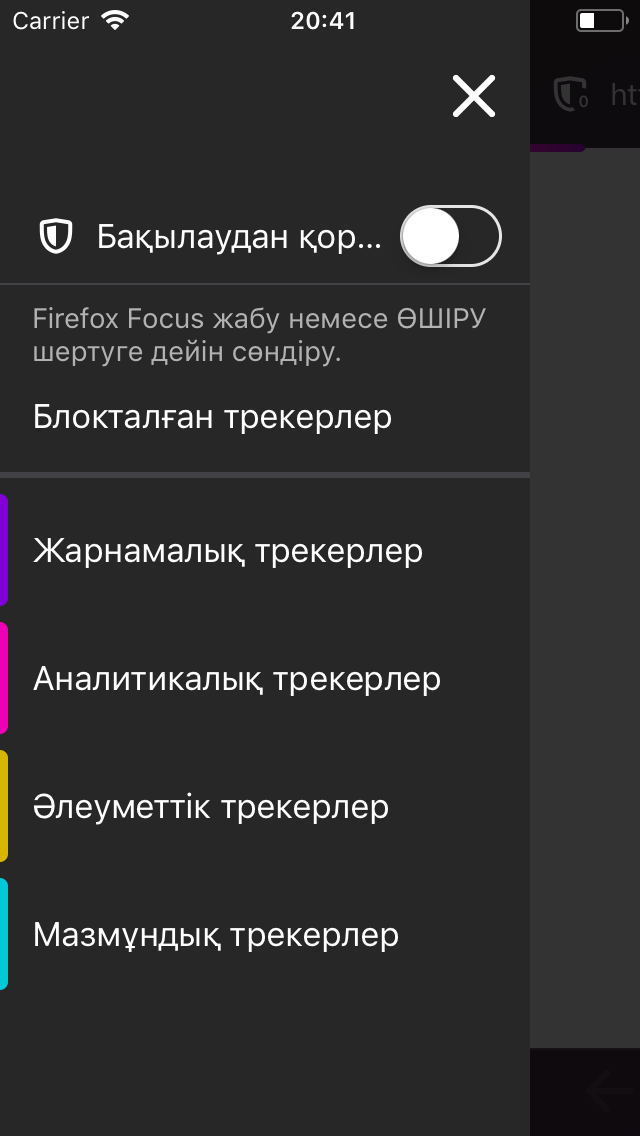 Carrier 20:41
0 ht
Бақылаудан қор...
Firefox Focus жабу немесе ӨШІРУ
шертуге дейін сөндіру.
Блокталған трекерлер
Жарнамалық трекерлер
Аналитикалық трекерлер
Әлеуметтік трекерлер
Мазмұндық трекерлер